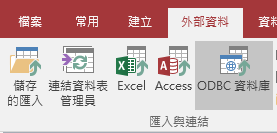 檔案 常用 建立 外部資料
儲存的匯入 連結資料表管理員 Excel Access ODBC 資料庫
匯入與連結